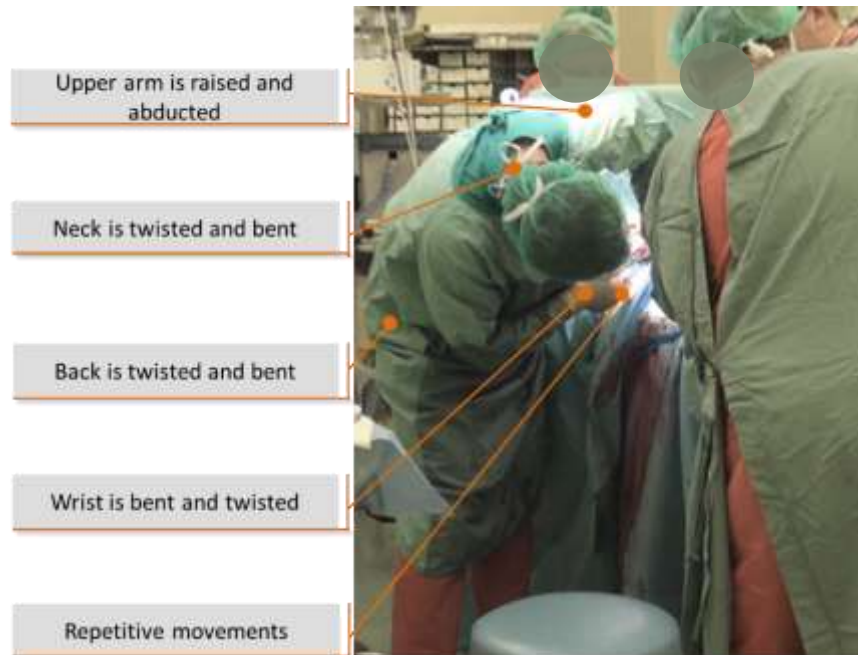 Upper arm is raised and
abducted
Neck is twisted and bent
Back is twisted and bent
Wrist is bent and twisted
Repetitive movements